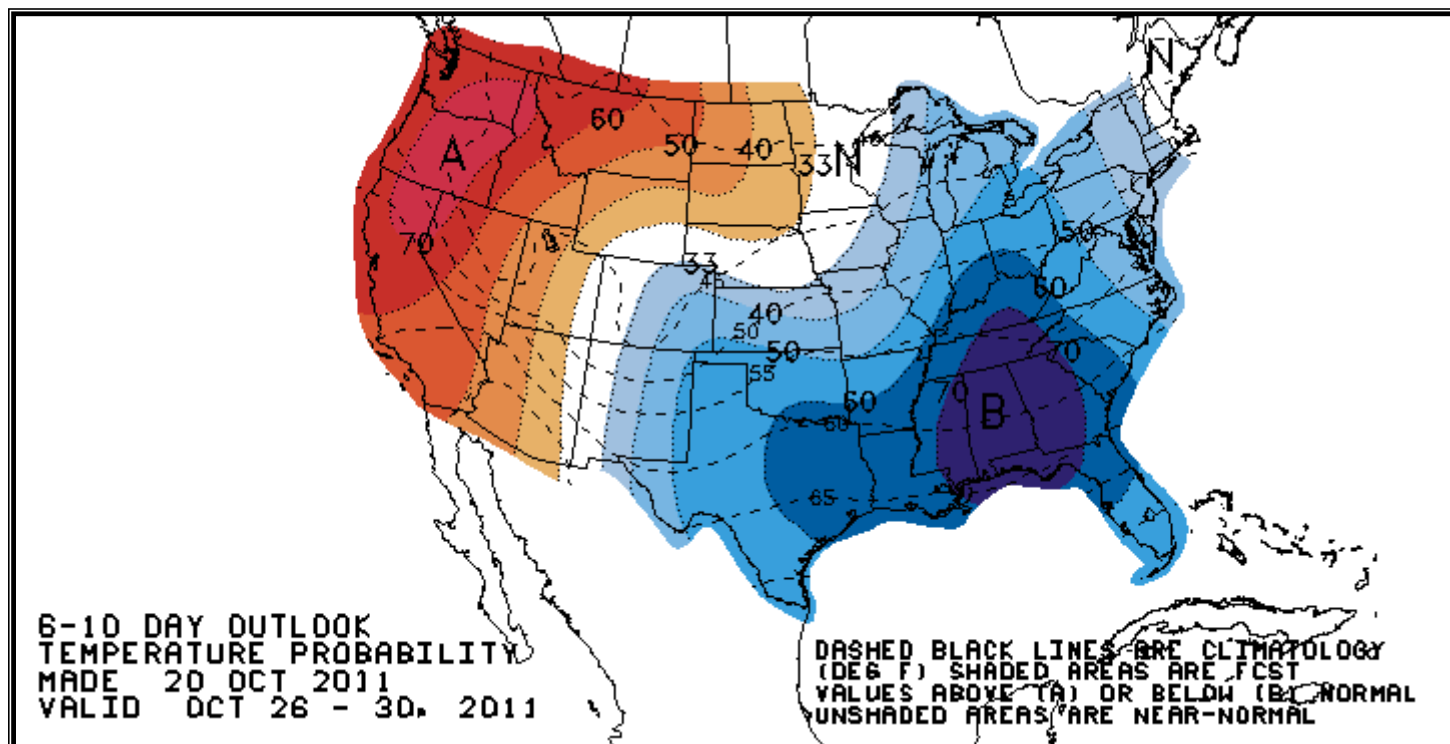 N
A
60
50
40
33
N
70
33
4
40
50
50
55
50
60
70
70
B
60
60
65
6-10 DAY OUTLOOK
TEMPERATURE PROBABILITY
MADE 20 OCT 2011
VALID OCT 26 - 30, 2011
DASHED BLACK LINES ARE CLIMATOLOGY
(DEG F) SHADED AREAS ARE FCST
VALUES ABOVE (A) OR BELOW (B) NORMAL
UNSHADED AREAS ARE NEAR-NORMAL